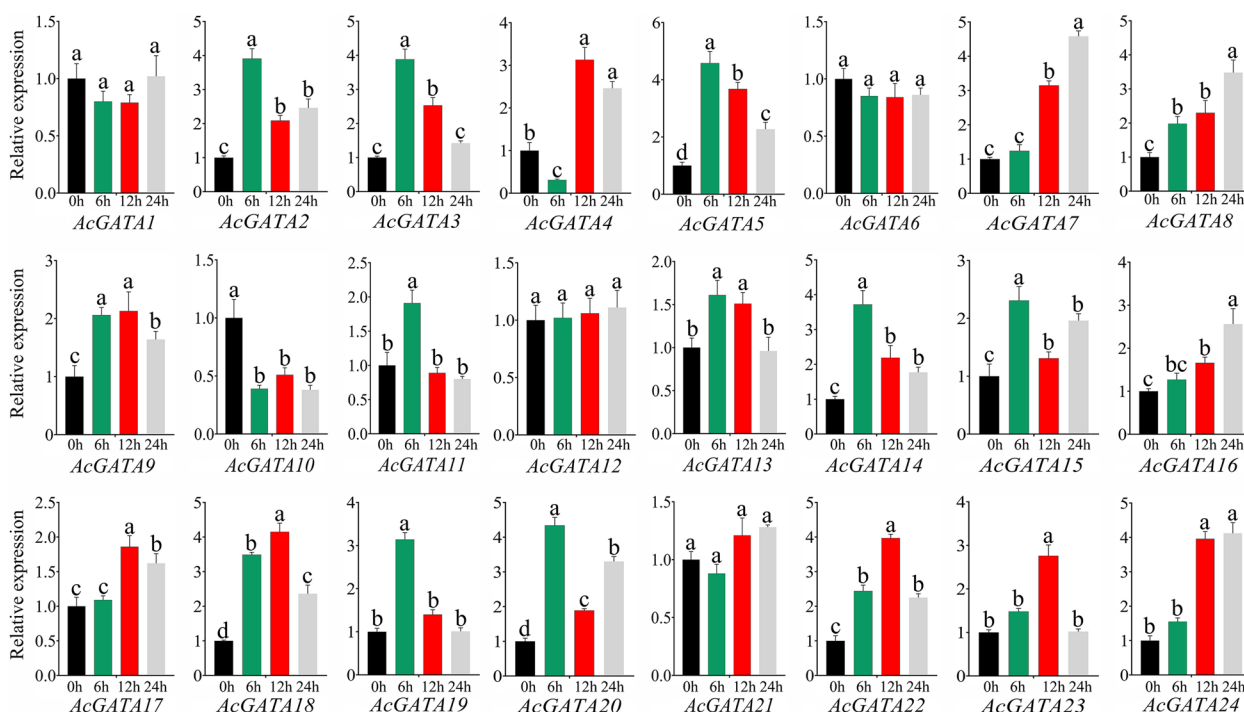 Relative expression
1.5
1.0
0.5
0.0
a a a a
0h 6h 12h 24h
AcGATA1
5
4
3
2
1
0
c a b b
0h 6h 12h 24h
AcGATA2
5
4
3
2
1
0
c a b c
0h 6h 12h 24h
AcGATA3
4
3
2
1
0
b c a b
0h 6h 12h 24h
AcGATA4
6
4
2
0
d a b c
0h 6h 12h 24h
AcGATA5
1.5
1.0
0.5
0.0
a a a a
0h 6h 12h 24h
AcGATA6
5
4
3
2
1
0
c c b a
0h 6h 12h 24h
AcGATA7
5
4
3
2
1
0
c b b a
0h 6h 12h 24h
AcGATA8
Relative expression
3
2
1
0
c a a b
0h 6h 12h 24h
AcGATA9
1.5
1.0
0.5
0.0
a b b b
0h 6h 12h 24h
AcGATA10
2.5
2.0
1.5
1.0
0.5
0.0
b a b b
0h 6h 12h 24h
AcGATA11
1.5
1.0
0.5
0.0
a a a a
0h 6h 12h 24h
AcGATA12
2.0
1.5
1.0
0.5
0.0
b a a b
0h 6h 12h 24h
AcGATA13
5
4
3
2
1
0
c a b b
0h 6h 12h 24h
AcGATA14
3
2
1
0
c a b b
0h 6h 12h 24h
AcGATA15
4
3
2
1
0
c bc b a
0h 6h 12h 24h
AcGATA16
Relative expression
2.5
2.0
1.5
1.0
0.5
0.0
c c a b
0h 6h 12h 24h
AcGATA17
5
4
3
2
1
0
d b a c
0h 6h 12h 24h
AcGATA18
4
3
2
1
0
b a b b
0h 6h 12h 24h
AcGATA19
5
4
3
2
1
0
d a c b
0h 6h 12h 24h
AcGATA20
1.5
1.0
0.5
0.0
a a a a
0h 6h 12h 24h
AcGATA21
5
4
3
2
1
0
c b a b
0h 6h 12h 24h
AcGATA22
4
3
2
1
0
b b a b
0h 6h 12h 24h
AcGATA23
5
4
3
2
1
0
b b a a
0h 6h 12h 24h
AcGATA24